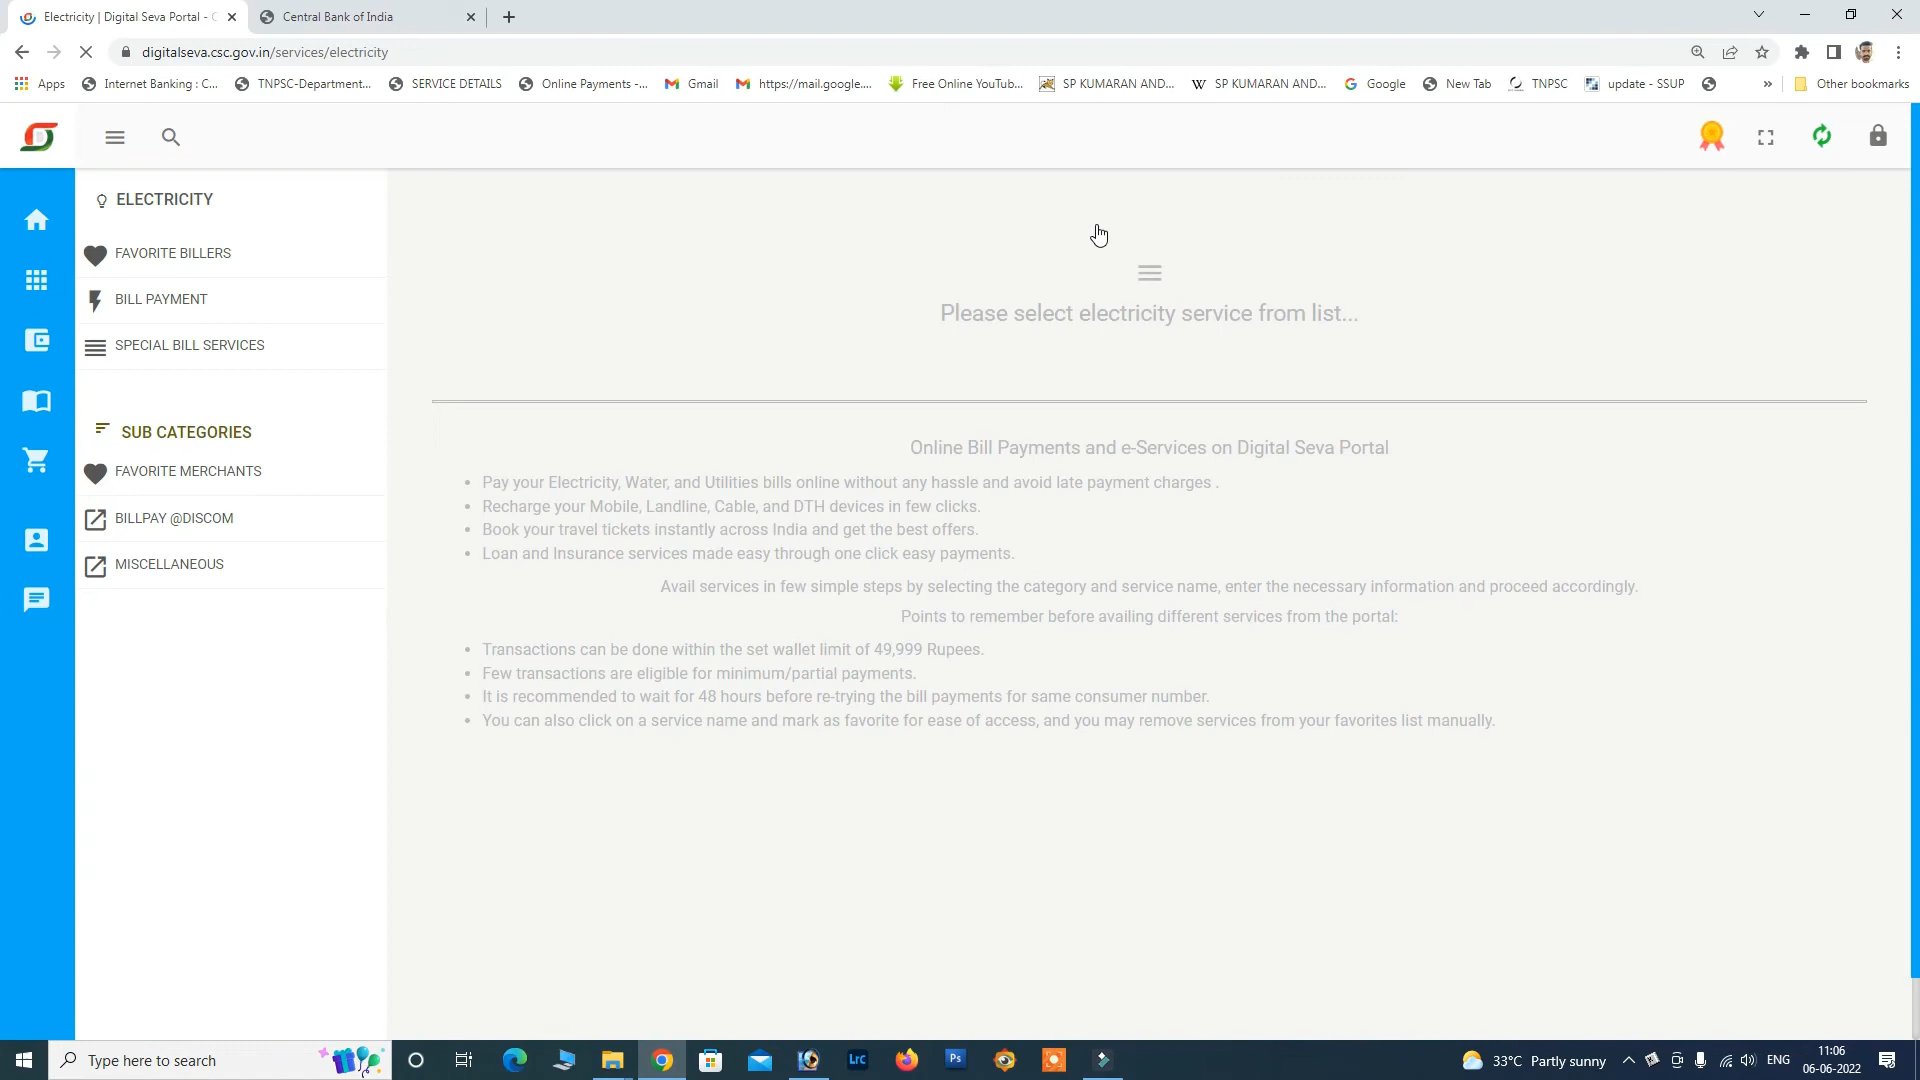 Electricity | Digital Seva Portal - C
Central Bank of India
digitalseva.csc.gov.in/services/electricity
Apps
Internet Banking : C...
TNPSC-Department...
SERVICE DETAILS
Online Payments -...
Gmail
https://mail.google....
Free Online YouTub...
SP KUMARAN AND...
SP KUMARAN AND...
Google
New Tab
TNPSC
update - SSUP
»
Other bookmarks
ELECTRICITY
FAVORITE BILLERS
BILL PAYMENT
SPECIAL BILL SERVICES
SUB CATEGORIES
FAVORITE MERCHANTS
BILLPAY @DISCOM
MISCELLANEOUS
Please select electricity service from list...
Online Bill Payments and e-Services on Digital Seva Portal
• Pay your Electricity, Water, and Utilities bills online without any hassle and avoid late payment charges .
• Recharge your Mobile, Landline, Cable, and DTH devices in few clicks.
• Book your travel tickets instantly across India and get the best offers.
• Loan and Insurance services made easy through one click easy payments.
Avail services in few simple steps by selecting the category and service name, enter the necessary information and proceed accordingly.
Points to remember before availing different services from the portal:
• Transactions can be done within the set wallet limit of 49,999 Rupees.
• Few transactions are eligible for minimum/partial payments.
• It is recommended to wait for 48 hours before re-trying the bill payments for same consumer number.
• You can also click on a service name and mark as favorite for ease of access, and you may remove services from your favorites list manually.
Type here to search
Lrc
Ps
33°C Partly sunny
ENG
11:06
06-06-2022